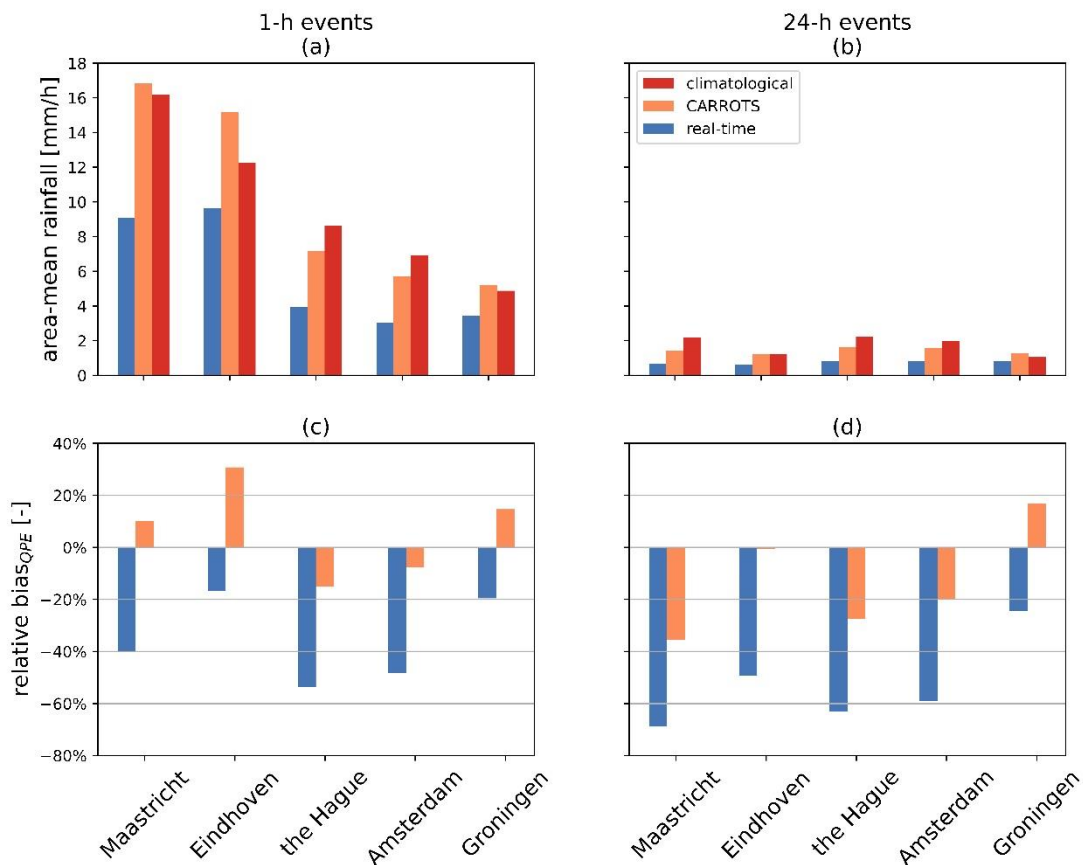 1-h events
(a)
24-h events
(b)
area-mean rainfall [mm/h]
18
16
14
12
10
8
6
4
2
0
climatological
CARROTS
real-time
(c)
(d)
relative bias_QPE [-]
40%
20%
0%
−20%
−40%
−60%
−80%
Maastricht
Eindhoven
the Hague
Amsterdam
Groningen
Maastricht
Eindhoven
the Hague
Amsterdam
Groningen